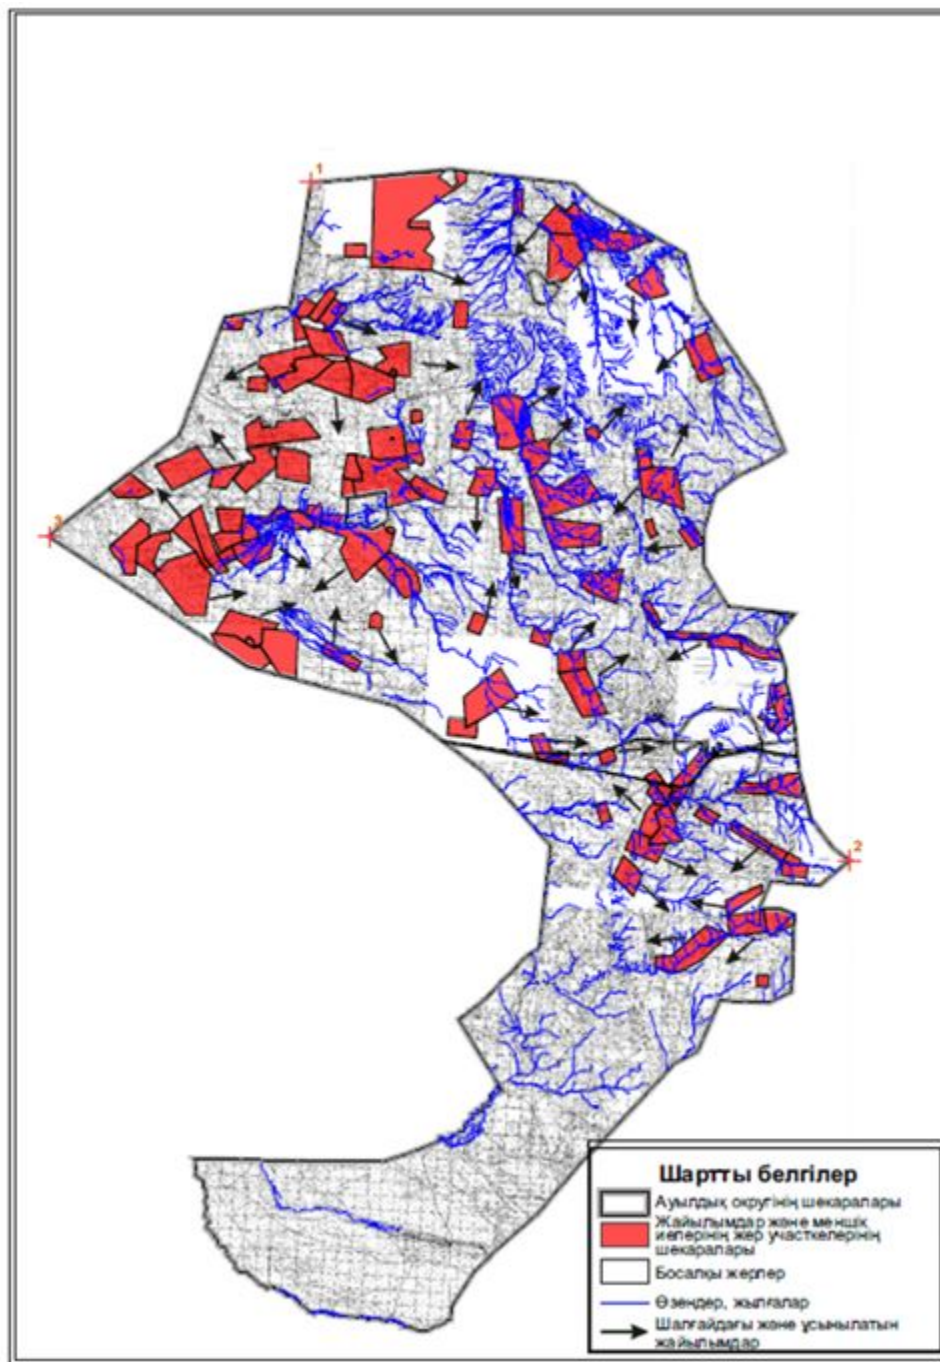 1
3
2
Шартты белгілер
Ауылдық округінің шекаралары
Жайылымдар және меншік
иелерінің жер учаcткелерінің
шекаралары
Босалқы жерлер
Өзендер, жылғалар
Шалғайдағы және ұсынылатын
жайылымдар